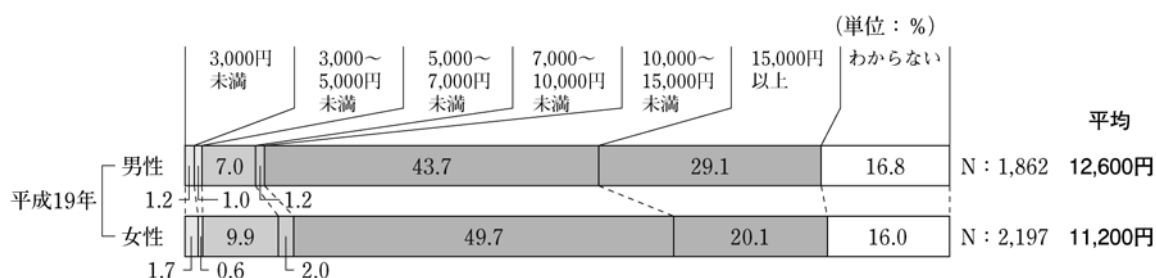 (単位：%)
3,000円
未満
3,000～
5,000円
未満
5,000～
7,000円
未満
7,000～
10,000円
未満
10,000～
15,000円
未満
15,000円
以上
わからない
平均
平成19年
男性 7.0 43.7 29.1 16.8 N：1,862 12,600円
1.2 1.0 1.2
女性 9.9 49.7 20.1 16.0 N：2,197 11,200円
1.7 0.6 2.0